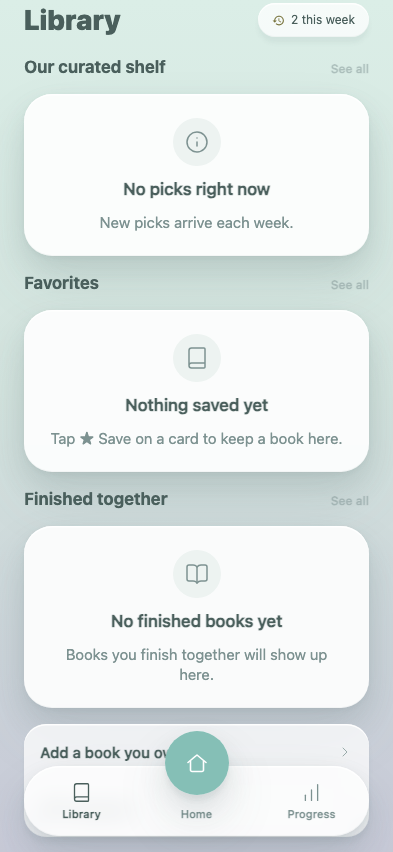 Library
2 this week
Our curated shelf
See all
No picks right now
New picks arrive each week.
Favorites
See all
Nothing saved yet
Tap ★ Save on a card to keep a book here.
Finished together
See all
No finished books yet
Books you finish together will show up
here.
Add a book you
Library
Home
Progress